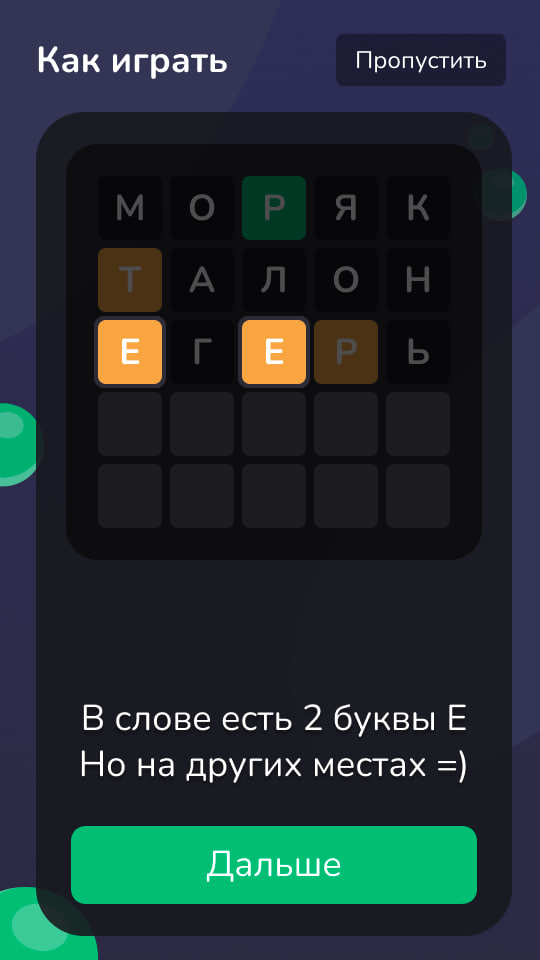 Как играть
Пропустить
М О Р Я К
Т А Л О Н
Е Г Е Р Ь
В слове есть 2 буквы Е
Но на других местах =)
Дальше